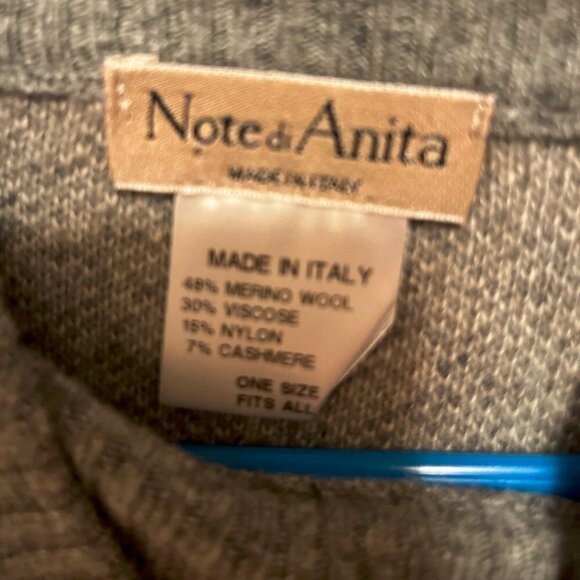 Note di Anita
MADE IN ITALY
MADE IN ITALY
48% MERINO WOOL
30% VISCOSE
15% NYLON
7% CASHMERE
ONE SIZE
FITS ALL